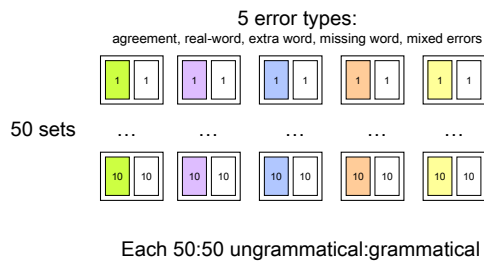 5 error types:
agreement, real-word, extra word, missing word, mixed errors
1 1 1 1 1 1 1 1 1 1
50 sets ... ... ... ... ...
10 10 10 10 10 10 10 10 10 10
Each 50:50 ungrammatical:grammatical